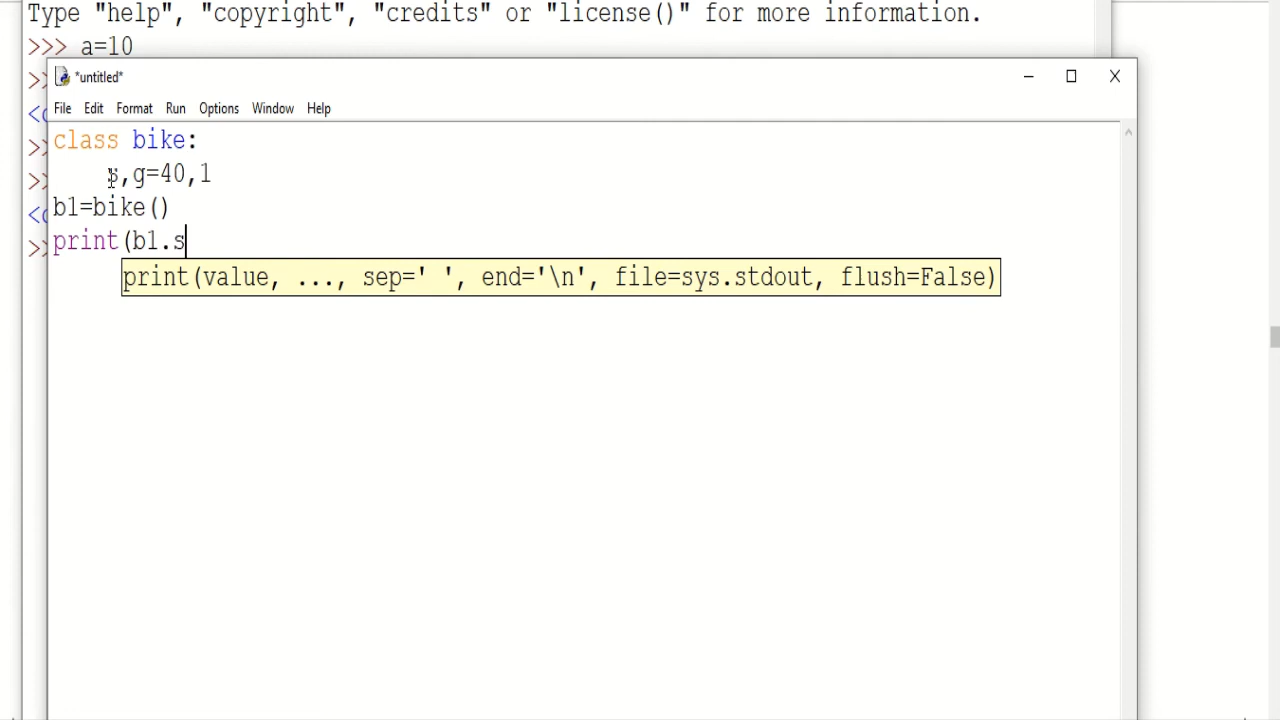 Type "help", "copyright", "credits" or "license()" for more information.
>>> a=10
*untitled*
File Edit Format Run Options Window Help
class bike:
s,g=40,1
b1=bike()
print(b1.s
print(value, ..., sep=' ', end='\n', file=sys.stdout, flush=False)